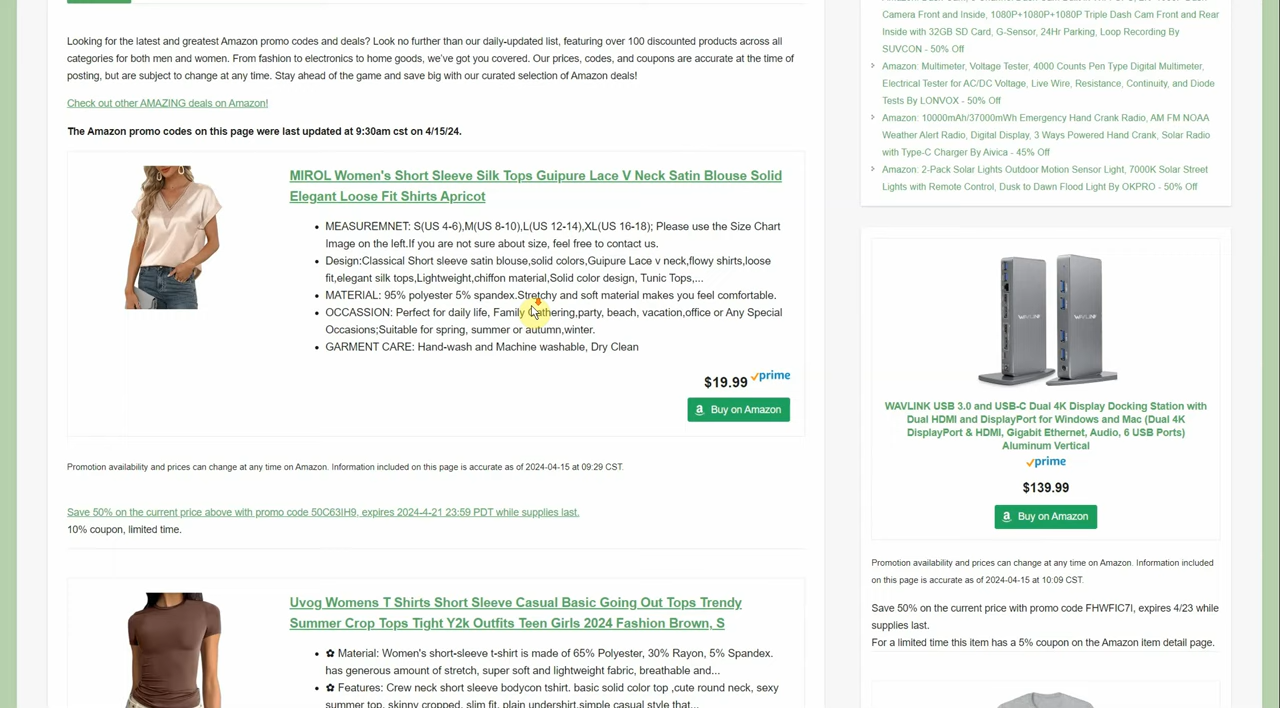 Looking for the latest and greatest Amazon promo codes and deals? Look no further than our daily-updated list, featuring over 100 discounted products across all
categories for both men and women. From fashion to electronics to home goods, we've got you covered. Our prices, codes, and coupons are accurate at the time of
posting, but are subject to change at any time. Stay ahead of the game and save big with our curated selection of Amazon deals!
Check out other AMAZING deals on Amazon!
The Amazon promo codes on this page were last updated at 9:30am cst on 4/15/24.
MIROL Women's Short Sleeve Silk Tops Guipure Lace V Neck Satin Blouse Solid
Elegant Loose Fit Shirts Apricot
MEASUREMNET: S(US 4-6),M(US 8-10),L(US 12-14),XL(US 16-18); Please use the Size Chart
Image on the left.If you are not sure about size, feel free to contact us.
Design:Classical Short sleeve satin blouse,solid colors,Guipure Lace v neck,flowy shirts,loose
fit,elegant silk tops,Lightweight,chiffon material,Solid color design, Tunic Tops,...
MATERIAL: 95% polyester 5% spandex.Stretchy and soft material makes you feel comfortable.
OCCASSION: Perfect for daily life, Family Gathering,party, beach, vacation,office or Any Special
Occasions;Suitable for spring, summer or autumn,winter.
GARMENT CARE: Hand-wash and Machine washable, Dry Clean
$19.99 prime
Buy on Amazon
Promotion availability and prices can change at any time on Amazon. Information included on this page is accurate as of 2024-04-15 at 09:29 CST.
Save 50% on the current price above with promo code 50C63IH9, expires 2024-4-21 23:59 PDT while supplies last.
10% coupon, limited time.
Uvog Womens T Shirts Short Sleeve Casual Basic Going Out Tops Trendy
Summer Crop Tops Tight Y2k Outfits Teen Girls 2024 Fashion Brown, S
✿ Material: Women's short-sleeve t-shirt is made of 65% Polyester, 30% Rayon, 5% Spandex.
has generous amount of stretch, super soft and lightweight fabric, breathable and...
✿ Features: Crew neck short sleeve bodycon tshirt. basic solid color top ,cute round neck, sexy
summer top, skinny cropped, slim fit, plain undershirt,simple casual style that...
Camera Front and Inside, 1080P+1080P+1080P Triple Dash Cam Front and Rear
Inside with 32GB SD Card, G-Sensor, 24Hr Parking, Loop Recording By
SUVCON - 50% Off
Amazon: Multimeter, Voltage Tester, 4000 Counts Pen Type Digital Multimeter,
Electrical Tester for AC/DC Voltage, Live Wire, Resistance, Continuity, and Diode
Tests By LONVOX - 50% Off
Amazon: 10000mAh/37000mWh Emergency Hand Crank Radio, AM FM NOAA
Weather Alert Radio, Digital Display, 3 Ways Powered Hand Crank, Solar Radio
with Type-C Charger By Aivica - 45% Off
Amazon: 2-Pack Solar Lights Outdoor Motion Sensor Light, 7000K Solar Street
Lights with Remote Control, Dusk to Dawn Flood Light By OKPRO - 50% Off
WAVLINK
WAVLINK
WAVLINK USB 3.0 and USB-C Dual 4K Display Docking Station with
Dual HDMI and DisplayPort for Windows and Mac (Dual 4K
DisplayPort & HDMI, Gigabit Ethernet, Audio, 6 USB Ports)
Aluminum Vertical
prime
$139.99
Buy on Amazon
Promotion availability and prices can change at any time on Amazon. Information included
on this page is accurate as of 2024-04-15 at 10:09 CST.
Save 50% on the current price with promo code FHWFIC7I, expires 4/23 while
supplies last.
For a limited time this item has a 5% coupon on the Amazon item detail page.